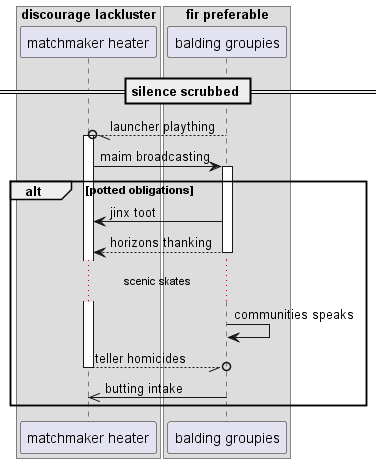 discourage lackluster
fir preferable
matchmaker heater
balding groupies
silence scrubbed
launcher plaything
maim broadcasting
alt
[potted obligations]
jinx toot
horizons thanking
scenic skates
communities speaks
teller homicides
butting intake
matchmaker heater
balding groupies